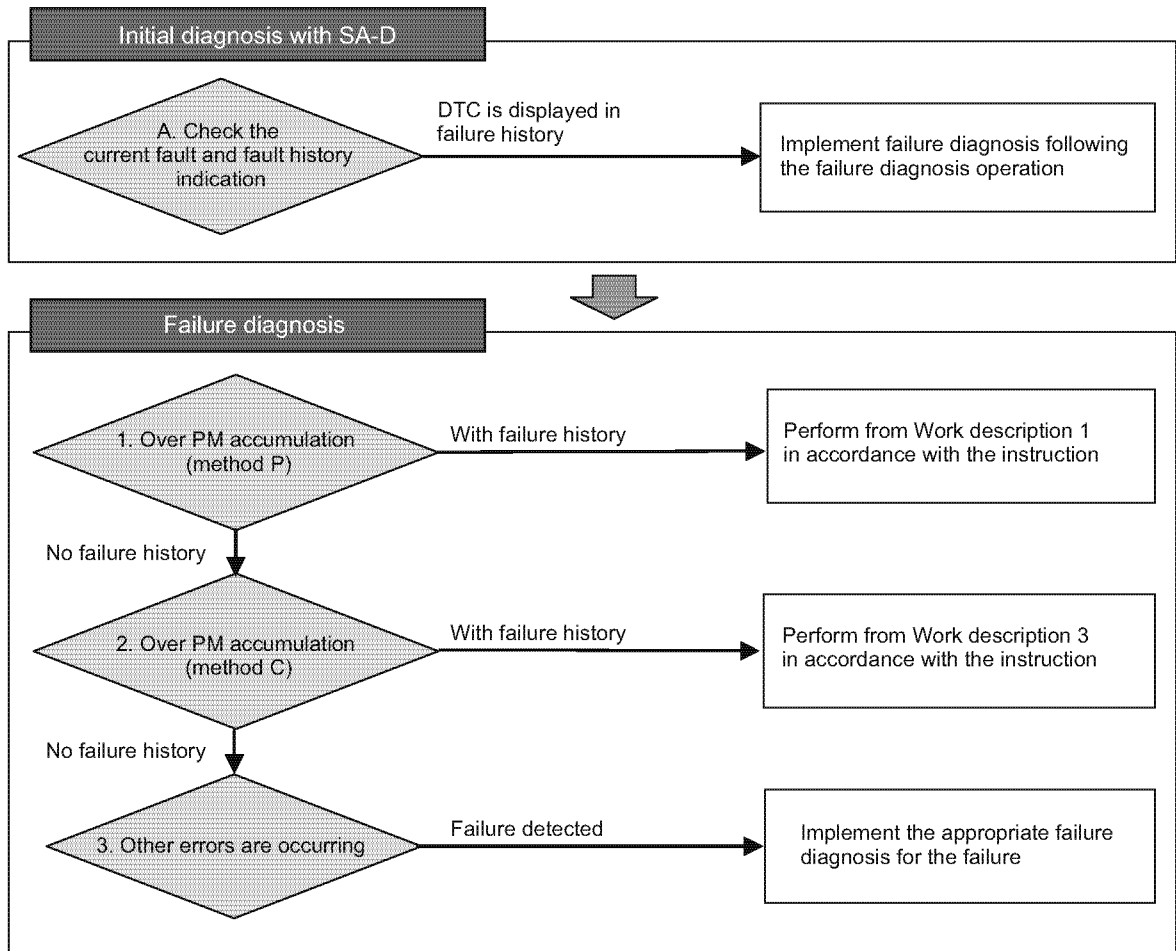 Initial diagnosis with SA-D
A. Check the
current fault and fault history
indication
DTC is displayed in
failure history
Implement failure diagnosis following
the failure diagnosis operation
Failure diagnosis
1. Over PM accumulation
(method P)
With failure history
Perform from Work description 1
in accordance with the instruction
No failure history
2. Over PM accumulation
(method C)
With failure history
Perform from Work description 3
in accordance with the instruction
No failure history
3. Other errors are occurring
Failure detected
Implement the appropriate failure
diagnosis for the failure